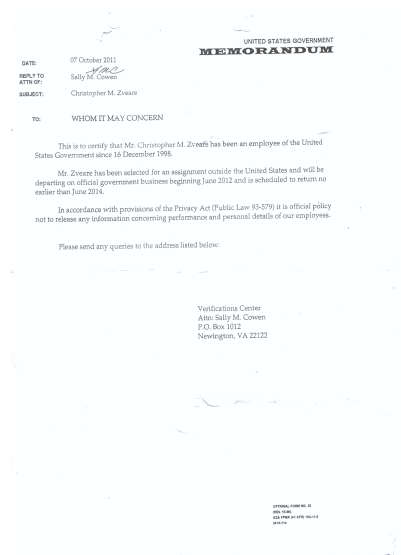 UNITED STATES GOVERNMENT
MEMORANDUM
DATE: 07 October 2011
SMC
REPLY TO ATTN OF: Sally M. Cowen
SUBJECT: Christopher M. Zveare
TO: WHOM IT MAY CONCERN
This is to certify that Mr. Christopher M. Zveare has been an employee of the United
States Government since 16 December 1998.
Mr. Zveare has been selected for an assignment outside the United States and will be
departing on official government business beginning June 2012 and is scheduled to return no
earlier than June 2014.
In accordance with provisions of the Privacy Act (Public Law 93-579) it is official policy
not to release any information concerning performance and personal details of our employees.
Please send any queries to the address listed below:
Verifications Center
Attn: Sally M. Cowen
P.O. Box 1012
Newington, VA 22122
OPTIONAL FORM NO. 10